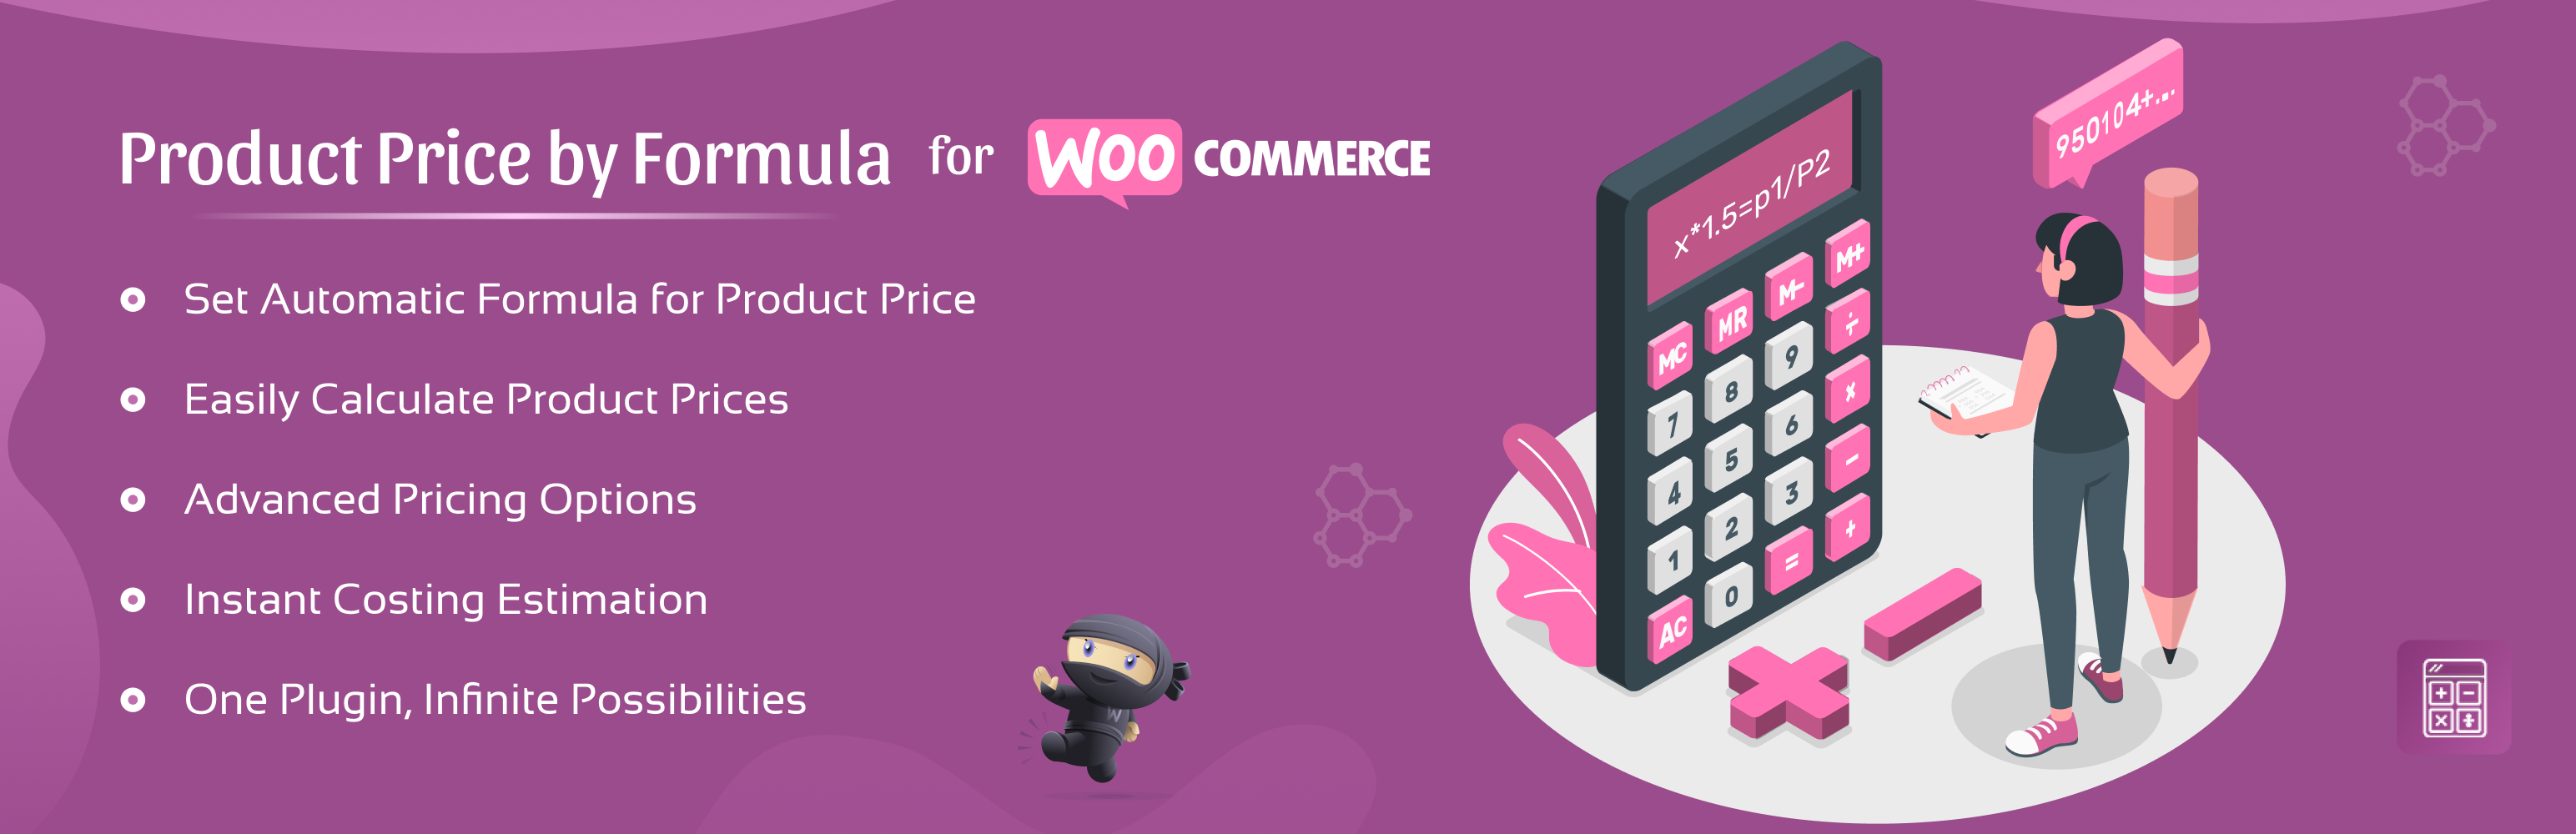 Product Price by Formula for WOO COMMERCE
Set Automatic Formula for Product Price
Easily Calculate Product Prices
Advanced Pricing Options
Instant Costing Estimation
One Plugin, Infinite Possibilities
W
x*1.5=p1/P2
MC MR M- M+
7 8 9 ÷
4 5 6 x
1 2 3 -
AC 0 = +
950104+...